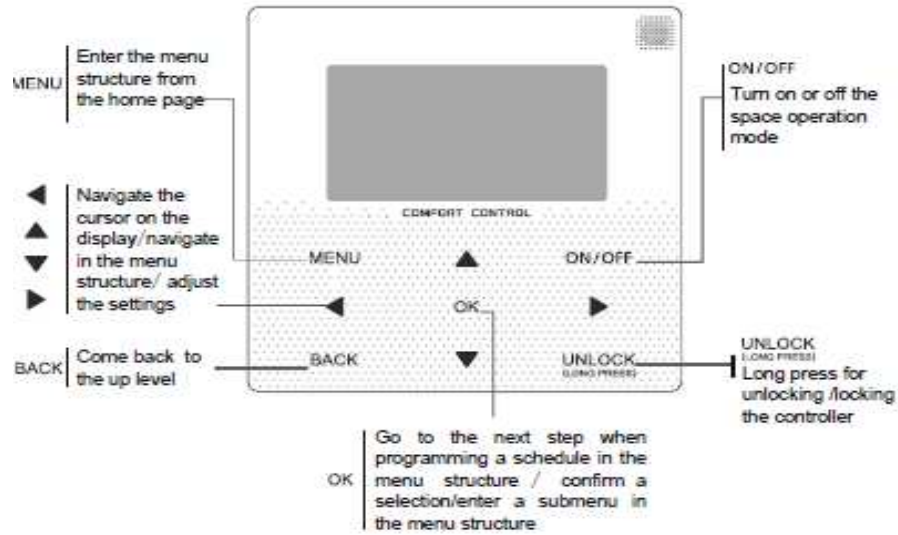 MENU
Enter the menu
structure from
the home page
ON/OFF
Turn on or off the
space operation
mode
Navigate the
cursor on the
display/navigate
in the menu
structure/ adjust
the settings
COMFORT CONTROL
MENU
ON/OFF
OK
BACK
UNLOCK
(LONG PRESS)
BACK
Come back to
the up level
UNLOCK
(LONG PRESS)
Long press for
unlocking /locking
the controller
OK
Go to the next step when
programming a schedule in the
menu structure / confirm a
selection/enter a submenu in
the menu structure